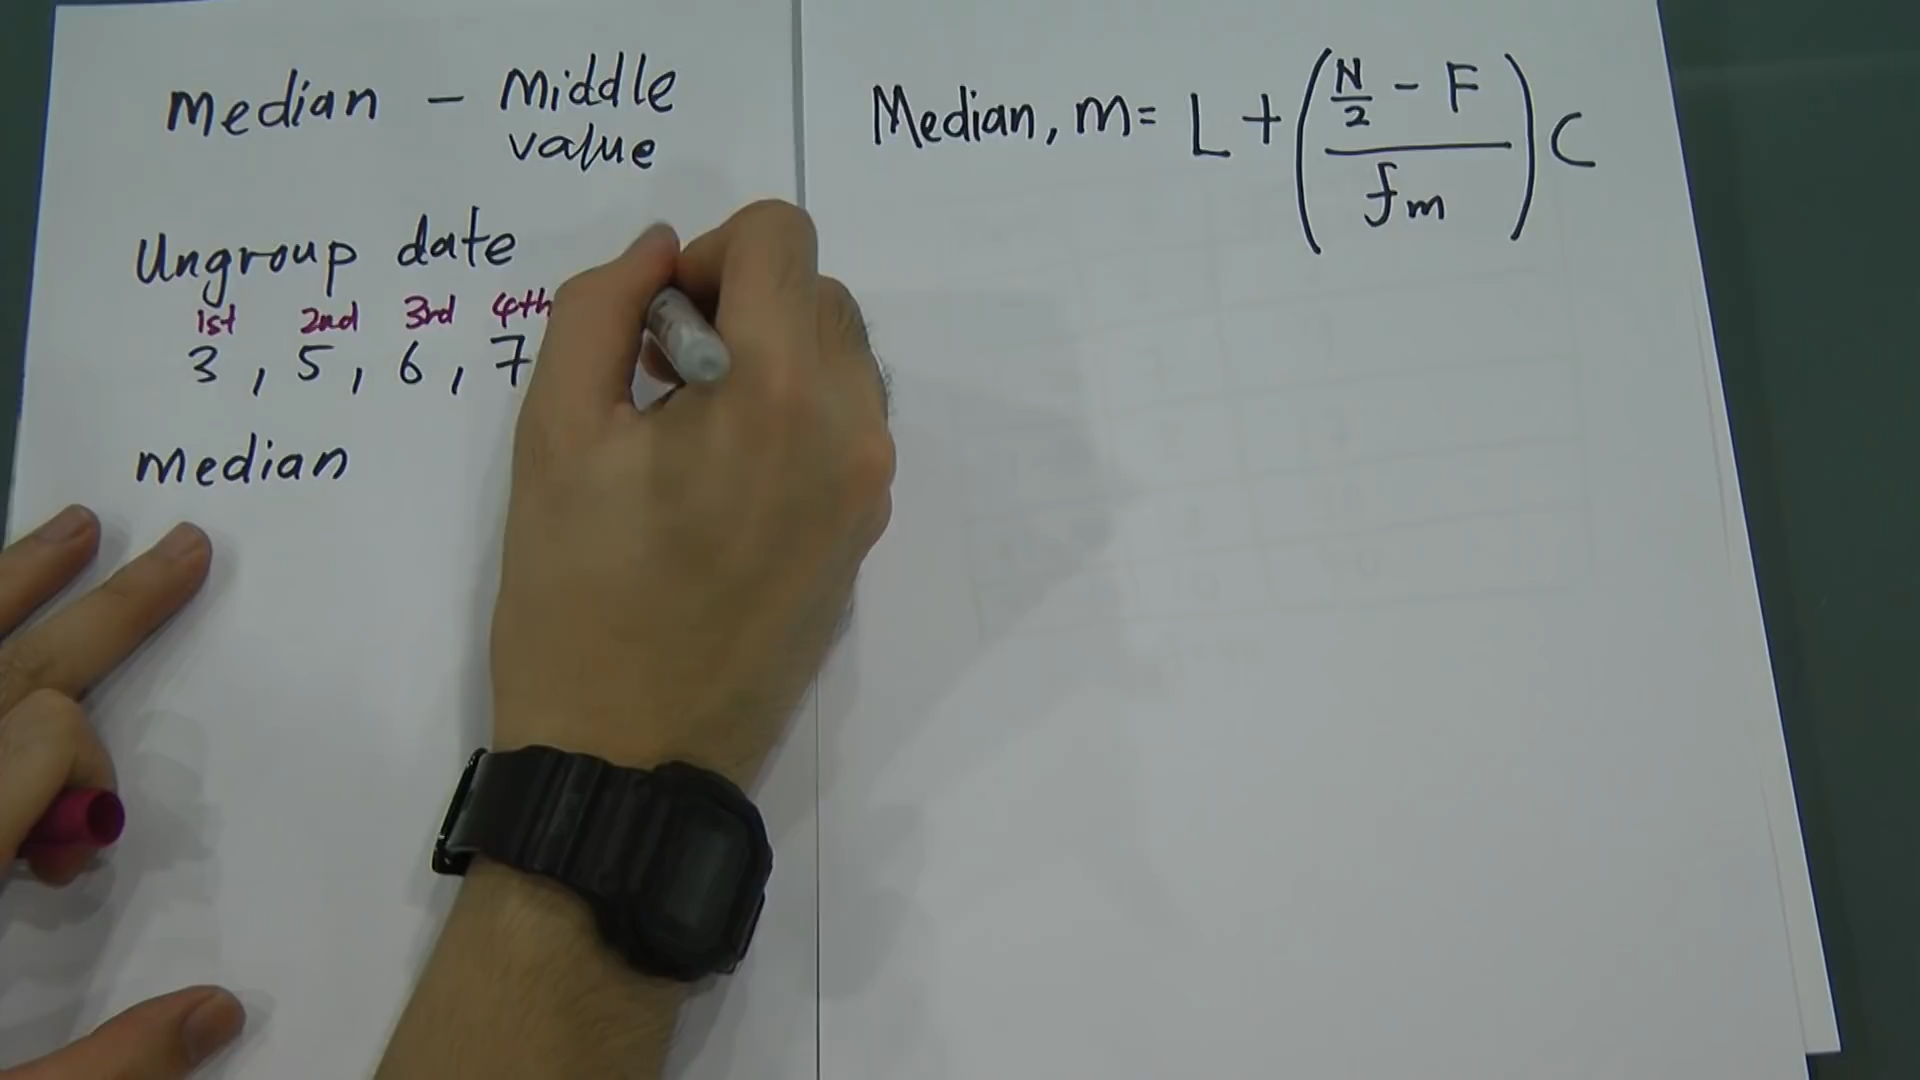 Median - Middle
value
Ungroup date
1st 2nd 3rd 4th
3 , 5 , 6 , 7
median
Median, m = L + ( (N/2 - F) / fm ) C